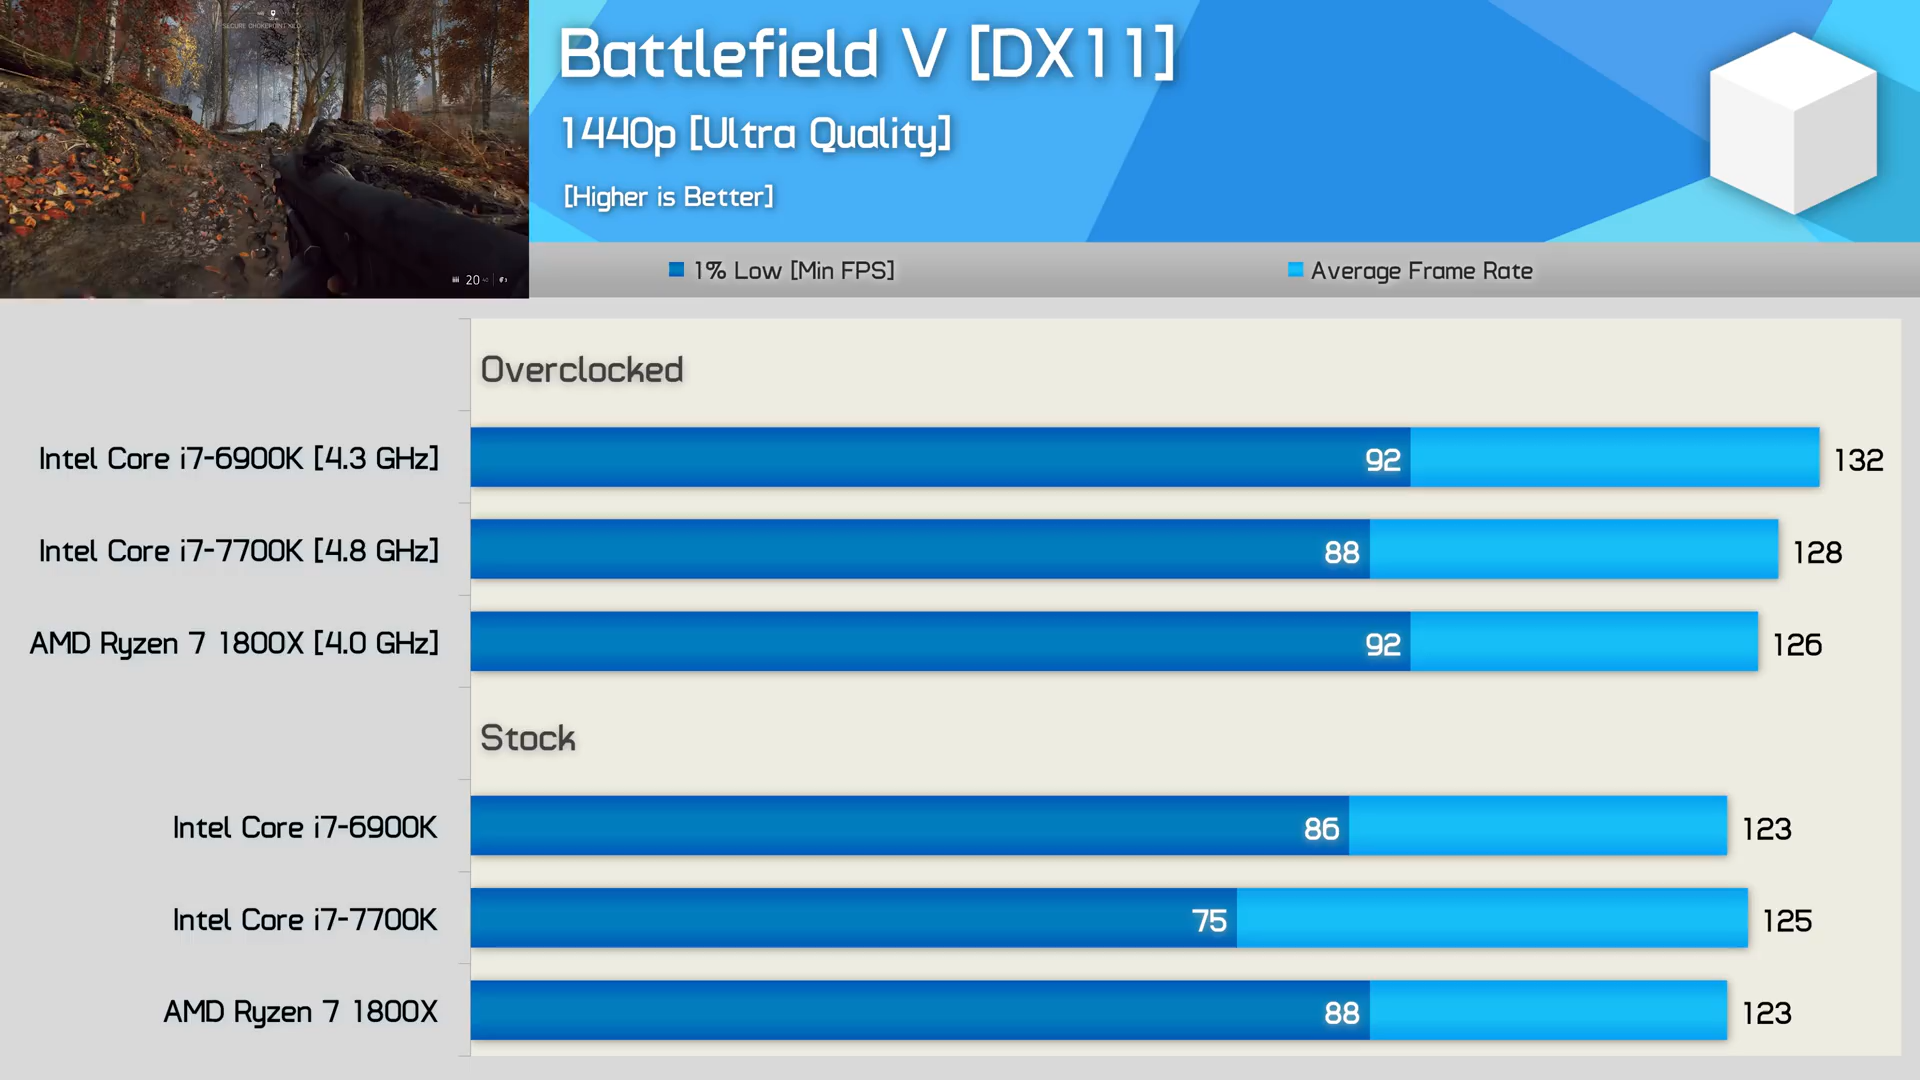 SECURE CHOKEPOINT
20
Battlefield V [DX11]
1440p [Ultra Quality]
[Higher is Better]
1% Low [Min FPS]
Average Frame Rate
Overclocked
Intel Core i7-6900K [4.3 GHz] 92 132
Intel Core i7-7700K [4.8 GHz] 88 128
AMD Ryzen 7 1800X [4.0 GHz] 92 126
Stock
Intel Core i7-6900K 86 123
Intel Core i7-7700K 75 125
AMD Ryzen 7 1800X 88 123